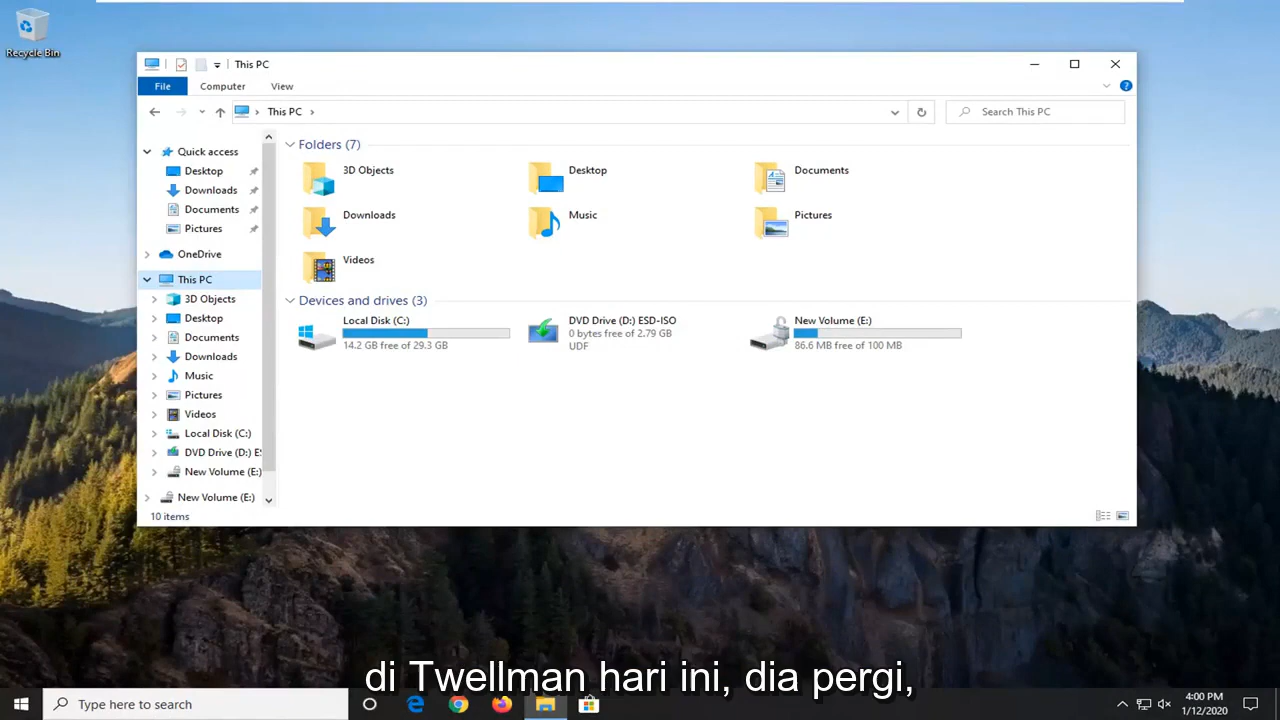 Recycle Bin
This PC
File Computer View
This PC
Search This PC
Quick access
Desktop
Downloads
Documents
Pictures
OneDrive
This PC
3D Objects
Desktop
Documents
Downloads
Music
Pictures
Videos
Local Disk (C:)
DVD Drive (D:) E
New Volume (E:)
New Volume (E:)
Folders (7)
3D Objects
Desktop
Documents
Downloads
Music
Pictures
Videos
Devices and drives (3)
Local Disk (C:)
14.2 GB free of 29.3 GB
DVD Drive (D:) ESD-ISO
0 bytes free of 2.79 GB
UDF
New Volume (E:)
86.6 MB free of 100 MB
10 items
di Twellman hari ini, dia pergi,
Type here to search
4:00 PM
1/12/2020